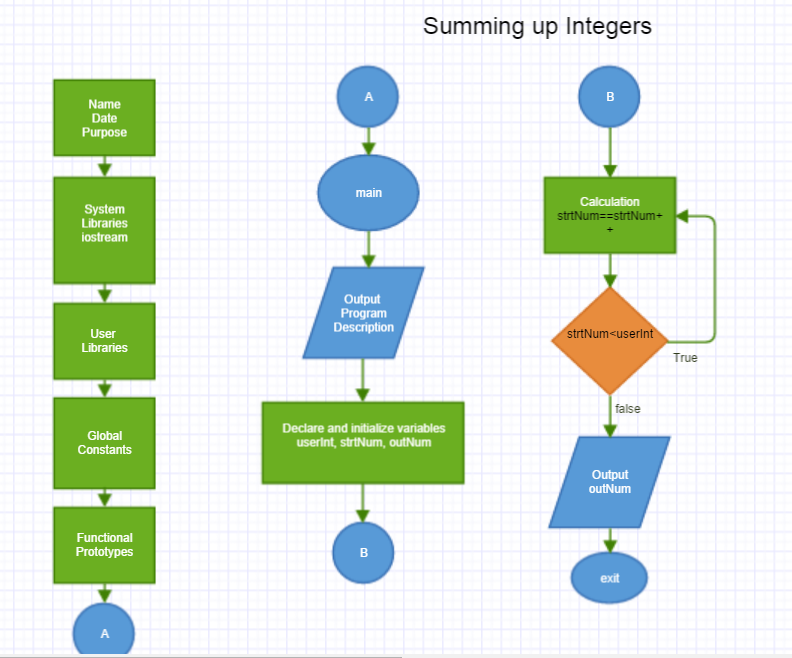 Summing up Integers
Name
Date
Purpose
System
Libraries
iostream
User
Libraries
Global
Constants
Functional
Prototypes
A
A
main
Output
Program
Description
Declare and initialize variables
userInt, strtNum, outNum
B
B
Calculation
strtNum==strtNum+
+
strtNum<userInt
True
false
Output
outNum
exit